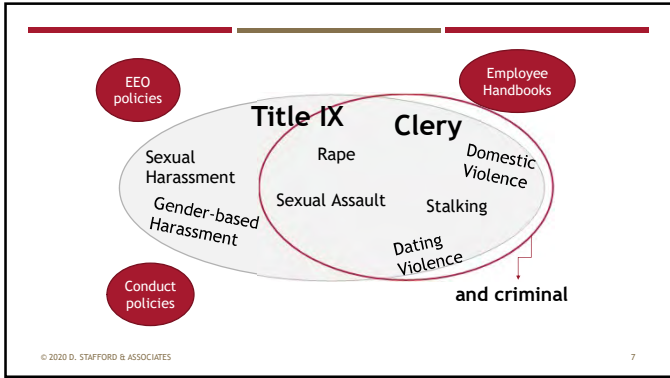 EEO
policies
Employee
Handbooks
Title IX
Clery
Sexual
Harassment
Rape
Domestic
Violence
Gender-based
Harassment
Sexual Assault
Stalking
Dating
Violence
Conduct
policies
and criminal
© 2020 D. STAFFORD & ASSOCIATES
7